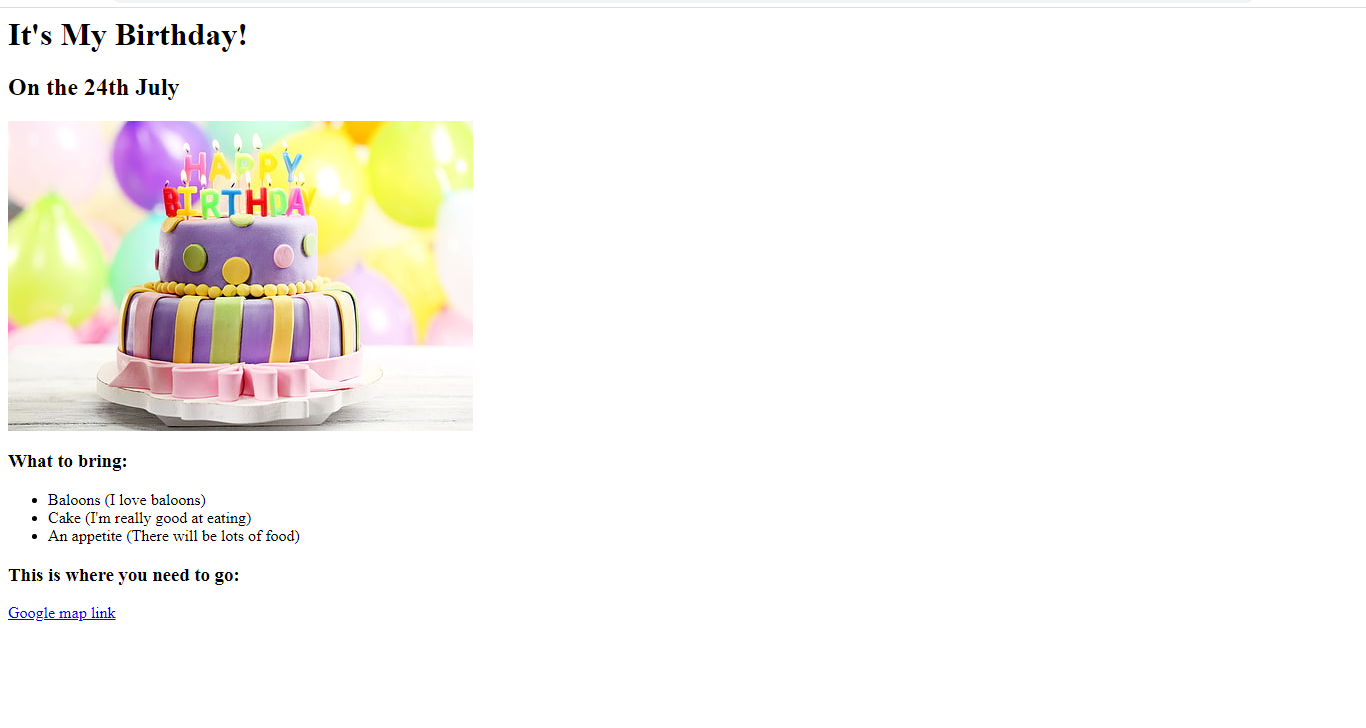 It's My Birthday!
On the 24th July
HAPPY
BIRTHDAY
What to bring:
Baloons (I love baloons)
Cake (I'm really good at eating)
An appetite (There will be lots of food)
This is where you need to go:
Google map link